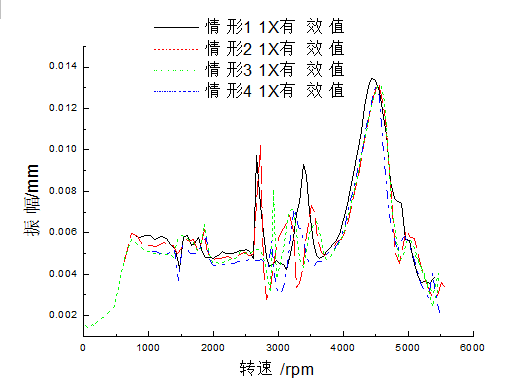 情 形1 1X有 效 值
情 形2 1X有 效 值
情 形3 1X有 效 值
情 形4 1X有 效 值
0.014
0.012
0.010
0.008
0.006
0.004
0.002
振 幅/mm
0 1000 2000 3000 4000 5000 6000
转速 /rpm